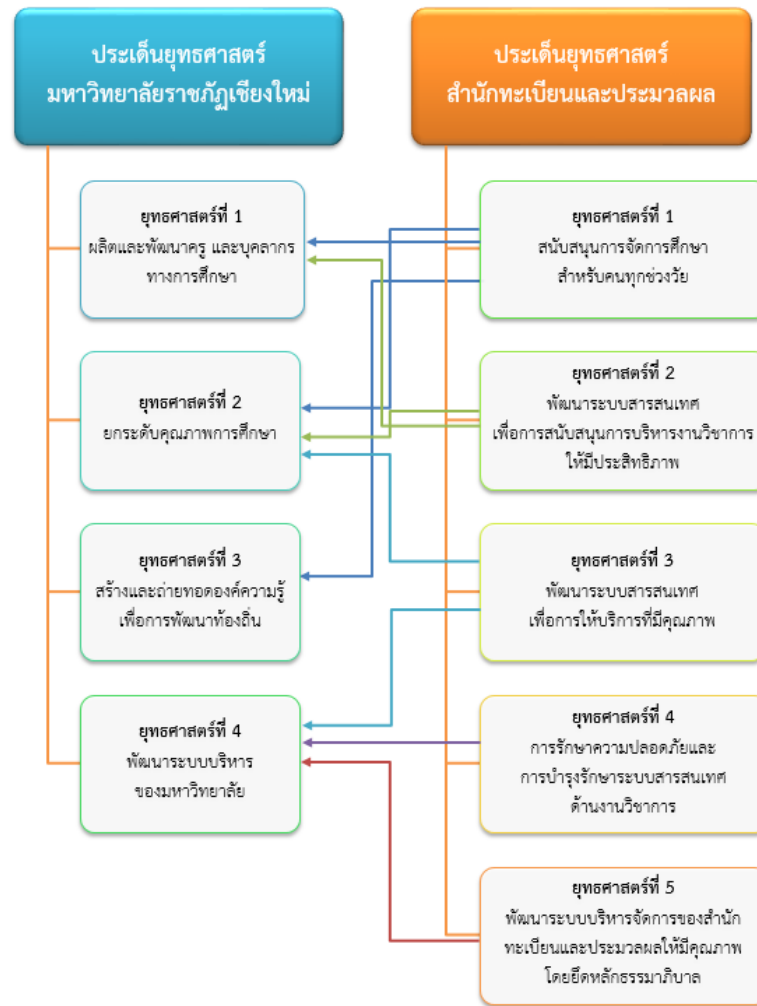 ประเด็นยุทธศาสตร์
มหาวิทยาลัยราชภัฏเชียงใหม่
ยุทธศาสตร์ที่ 1
ผลิตและพัฒนาครู และบุคลากร
ทางการศึกษา
ยุทธศาสตร์ที่ 2
ยกระดับคุณภาพการศึกษา
ยุทธศาสตร์ที่ 3
สร้างและถ่ายทอดองค์ความรู้
เพื่อการพัฒนาท้องถิ่น
ยุทธศาสตร์ที่ 4
พัฒนาระบบบริหาร
ของมหาวิทยาลัย
ประเด็นยุทธศาสตร์
สำนักทะเบียนและประมวลผล
ยุทธศาสตร์ที่ 1
สนับสนุนการจัดการศึกษา
สำหรับคนทุกช่วงวัย
ยุทธศาสตร์ที่ 2
พัฒนาระบบสารสนเทศ
เพื่อการสนับสนุนการบริหารงานวิชาการ
ให้มีประสิทธิภาพ
ยุทธศาสตร์ที่ 3
พัฒนาระบบสารสนเทศ
เพื่อการให้บริการที่มีคุณภาพ
ยุทธศาสตร์ที่ 4
การรักษาความปลอดภัยและ
การบำรุงรักษาระบบสารสนเทศ
ด้านงานวิชาการ
ยุทธศาสตร์ที่ 5
พัฒนาระบบบริหารจัดการของสำนัก
ทะเบียนและประมวลผลให้มีคุณภาพ
โดยยึดหลักธรรมาภิบาล